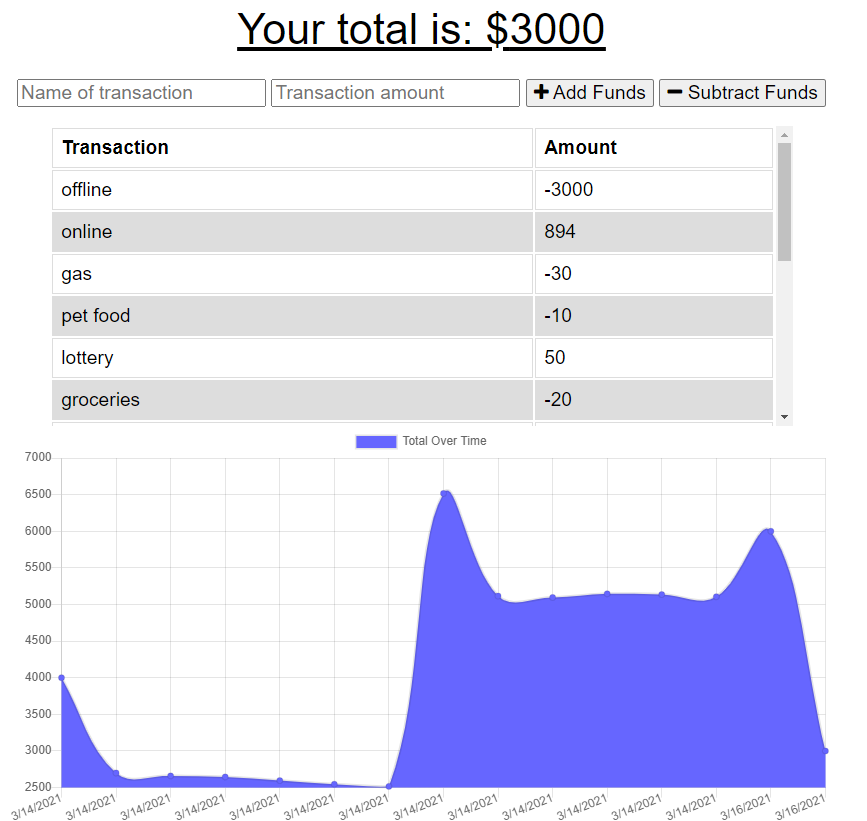 Your total is: $3000
Name of transaction Transaction amount Add Funds Subtract Funds
Transaction Amount
offline -3000
online 894
gas -30
pet food -10
lottery 50
groceries -20
Total Over Time
7000
6500
6000
5500
5000
4500
4000
3500
3000
2500
3/14/2021 3/14/2021 3/14/2021 3/14/2021 3/14/2021 3/14/2021 3/14/2021 3/14/2021 3/14/2021 3/14/2021 3/14/2021 3/14/2021 3/14/2021 3/16/2021 3/16/2021